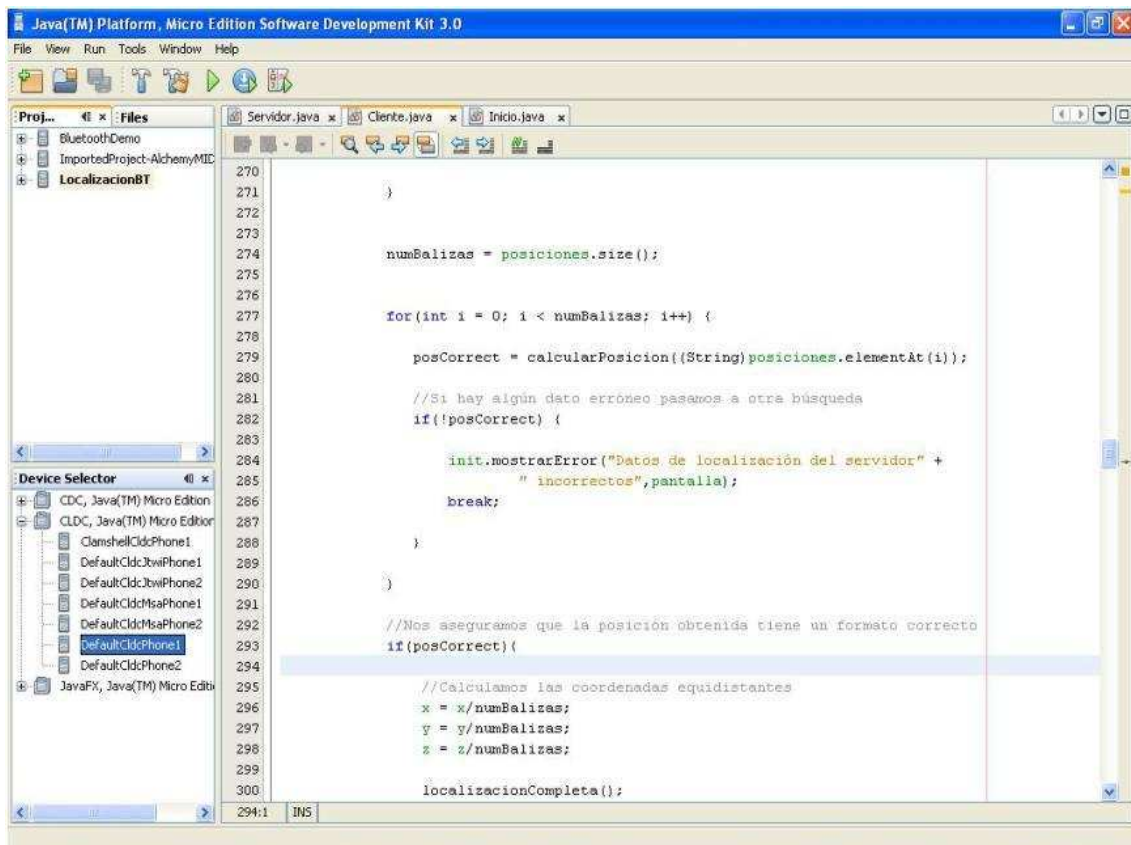 Java(TM) Platform, Micro Edition Software Development Kit 3.0
File View Run Tools Window Help
Proj... Files
BluetoothDemo
ImportedProject-AlchemyMID
LocalizacionBT
Device Selector
CDC, Java(TM) Micro Edition
CLDC, Java(TM) Micro Edition
ClamshellCldcPhone1
DefaultCldcJtwiPhone1
DefaultCldcJtwiPhone2
DefaultCldcMsaPhone1
DefaultCldcMsaPhone2
DefaultCldcPhone1
DefaultCldcPhone2
JavaFX, Java(TM) Micro Editi
Servidor.java x Cliente.java x Inicio.java x
270
271 }
272
273
274 numBalizas = posiciones.size();
275
276
277 for(int i = 0; i < numBalizas; i++) {
278
279 posCorrect = calcularPosicion((String)posiciones.elementAt(i));
280
281 //Si hay algún dato erróneo pasamos a otra búsqueda
282 if(!posCorrect) {
283
284 init.mostrarError("Datos de localización del servidor" +
285 " incorrectos",pantalla);
286 break;
287
288 }
289
290 }
291
292 //Nos aseguramos que la posición obtenida tiene un formato correcto
293 if(posCorrect){
294
295 //Calculamos las coordenadas equidistantes
296 x = x/numBalizas;
297 y = y/numBalizas;
298 z = z/numBalizas;
299
300 localizacionCompleta();
294:1 INS